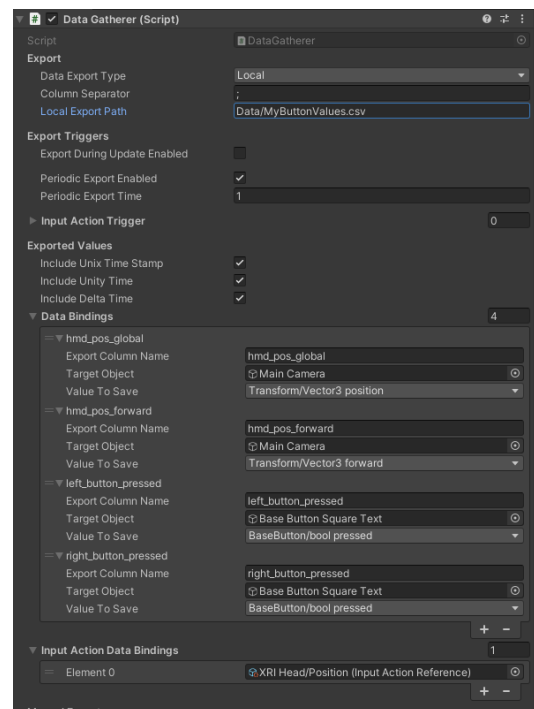 Data Gatherer (Script)
Script DataGatherer
Export
Data Export Type Local
Column Separator ;
Local Export Path Data/MyButtonValues.csv
Export Triggers
Export During Update Enabled
Periodic Export Enabled
Periodic Export Time 1
Input Action Trigger 0
Exported Values
Include Unix Time Stamp
Include Unity Time
Include Delta Time
Data Bindings 4
hmd_pos_global
Export Column Name hmd_pos_global
Target Object Main Camera
Value To Save Transform/Vector3 position
hmd_pos_forward
Export Column Name hmd_pos_forward
Target Object Main Camera
Value To Save Transform/Vector3 forward
left_button_pressed
Export Column Name left_button_pressed
Target Object Base Button Square Text
Value To Save BaseButton/bool pressed
right_button_pressed
Export Column Name right_button_pressed
Target Object Base Button Square Text
Value To Save BaseButton/bool pressed
+ -
Input Action Data Bindings 1
Element 0 XRI Head/Position (Input Action Reference)
+ -